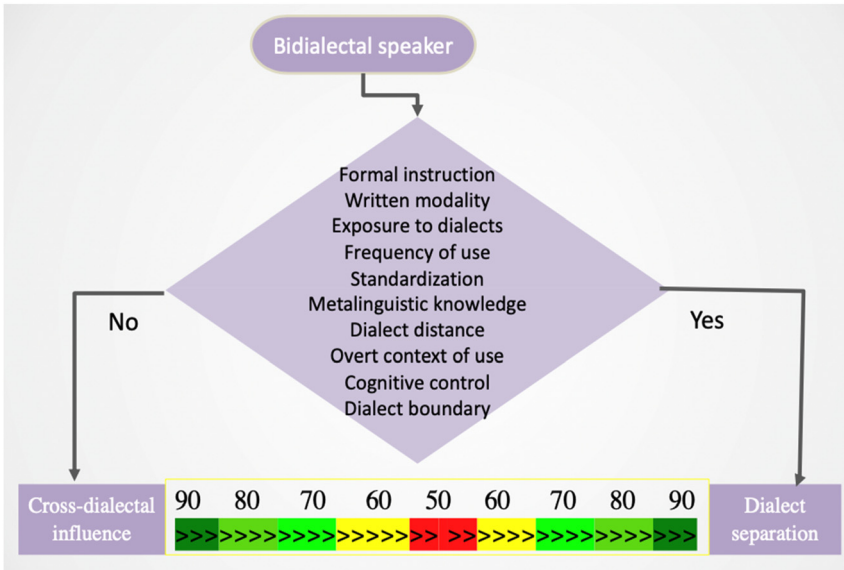 Bidialectal speaker
Formal instruction
Written modality
Exposure to dialects
Frequency of use
Standardization
Metalinguistic knowledge
Dialect distance
Overt context of use
Cognitive control
Dialect boundary
No
Yes
Cross-dialectal
influence
90 80 70 60 50 60 70 80 90
>>>>>>>>>>>>>>>>> >>>>>>>>>>>>>>>>>
Dialect
separation